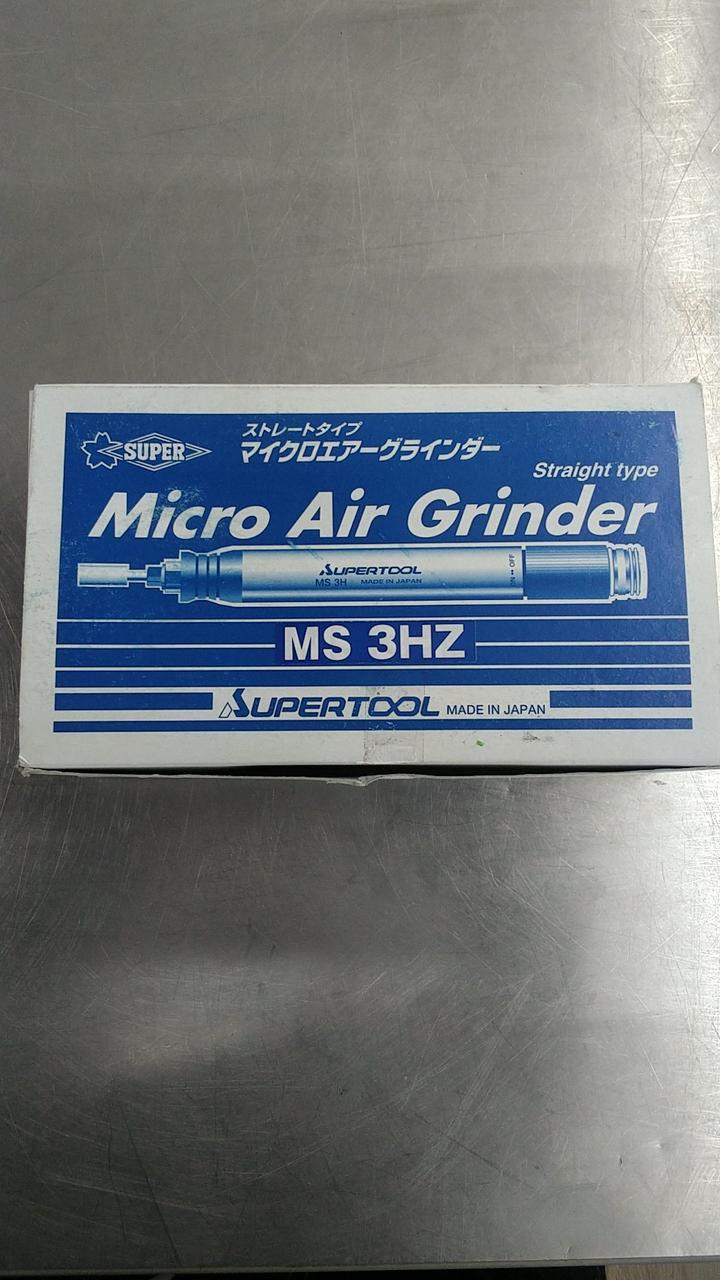 SUPER
ストレートタイプ
マイクロエアーグラインダー
Straight type
Micro Air Grinder
SUPERTOOL
MS 3H MADE IN JAPAN
ON ↔ OFF
MS 3HZ
SUPERTOOL MADE IN JAPAN